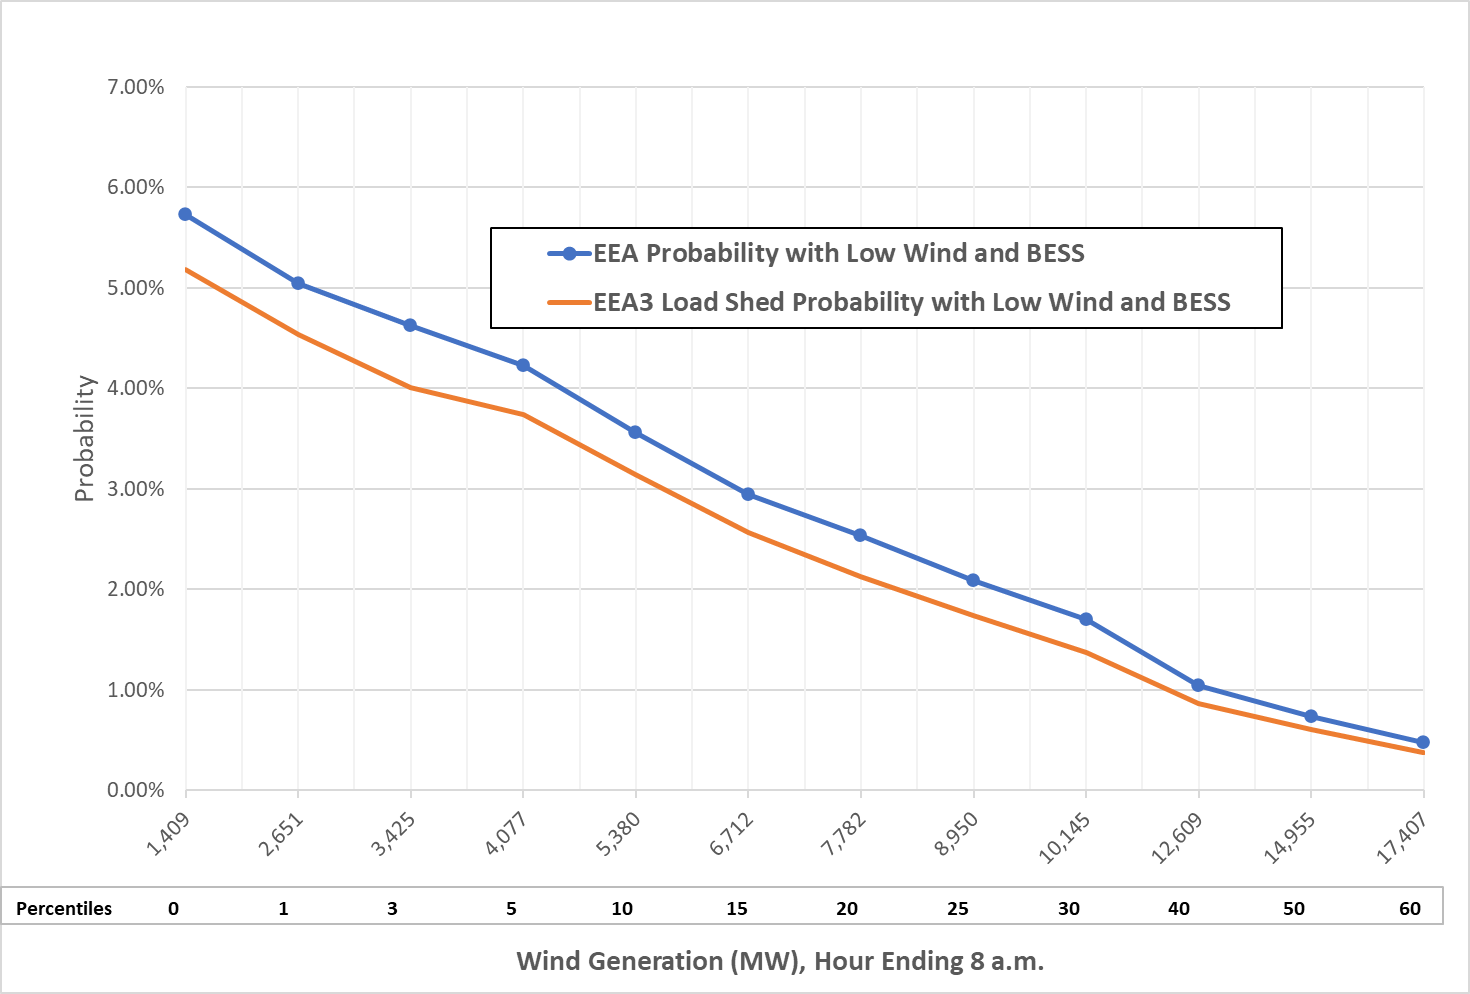 7.00%
6.00%
5.00%
4.00%
3.00%
2.00%
1.00%
0.00%
Probability
EEA Probability with Low Wind and BESS
EEA3 Load Shed Probability with Low Wind and BESS
1,409 2,651 3,425 4,077 5,380 6,712 7,782 8,950 10,145 12,609 14,955 17,407
Percentiles 0 1 3 5 10 15 20 25 30 40 50 60
Wind Generation (MW), Hour Ending 8 a.m.